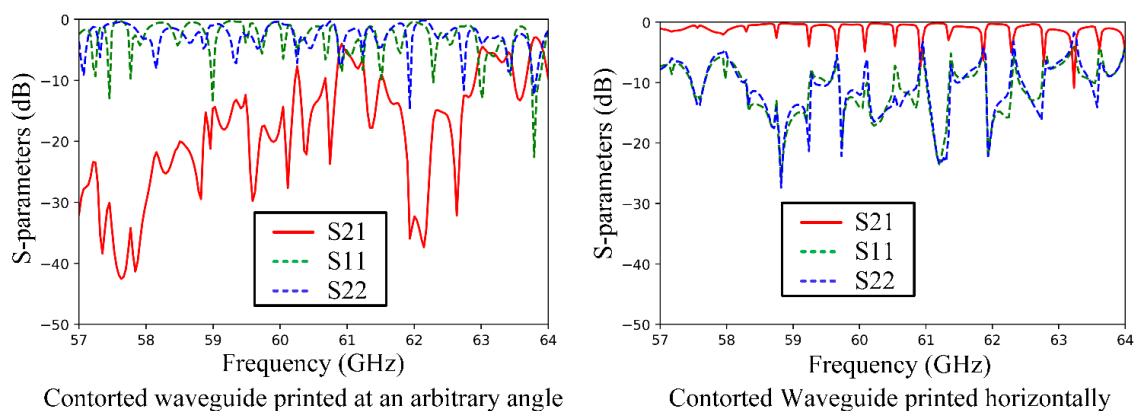 S-parameters (dB)
0
−10
−20
−30
−40
−50
S21
S11
S22
57 58 59 60 61 62 63 64
Frequency (GHz)
Contorted waveguide printed at an arbitrary angle
S-parameters (dB)
0
−10
−20
−30
−40
−50
S21
S11
S22
57 58 59 60 61 62 63 64
Frequency (GHz)
Contorted Waveguide printed horizontally